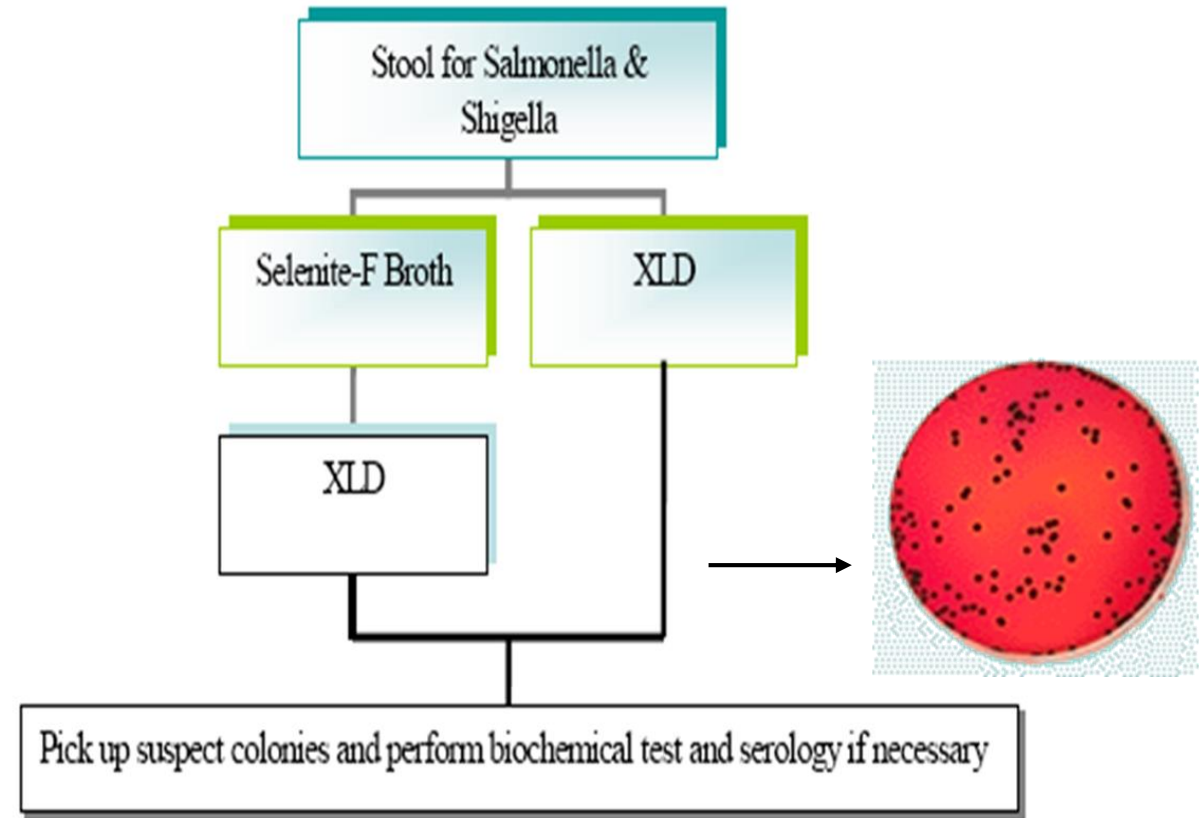 Stool for Salmonella &
Shigella
Selenite-F Broth
XLD
XLD
Pick up suspect colonies and perform biochemical test and serology if necessary